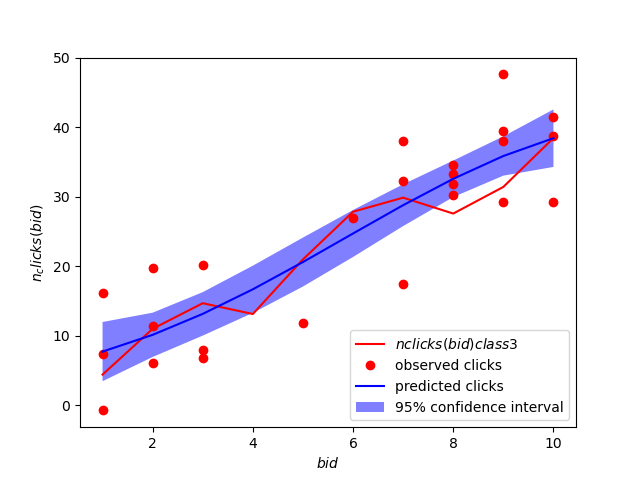 50
40
30
20
10
0
n_clicks(bid)
2
4
6
8
10
bid
nclicks(bid)class3
observed clicks
predicted clicks
95% confidence interval